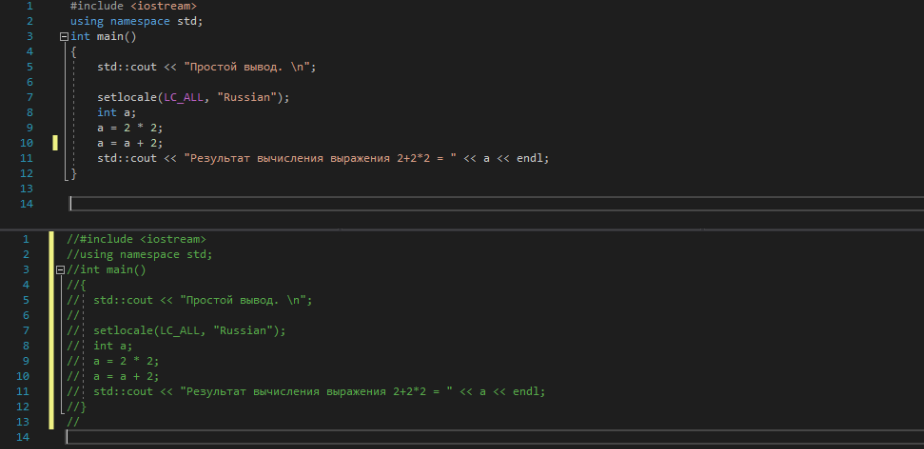 1 #include <iostream>
2 using namespace std;
3 int main()
4 {
5 std::cout << "Простой вывод. \n";
6
7 setlocale(LC_ALL, "Russian");
8 int a;
9 a = 2 * 2;
10 a = a + 2;
11 std::cout << "Результат вычисления выражения 2+2*2 = " << a << endl;
12 }
13
14
1 //#include <iostream>
2 //using namespace std;
3 //int main()
4 //{
5 // std::cout << "Простой вывод. \n";
6 //
7 // setlocale(LC_ALL, "Russian");
8 // int a;
9 // a = 2 * 2;
10 // a = a + 2;
11 // std::cout << "Результат вычисления выражения 2+2*2 = " << a << endl;
12 //}
13 //
14